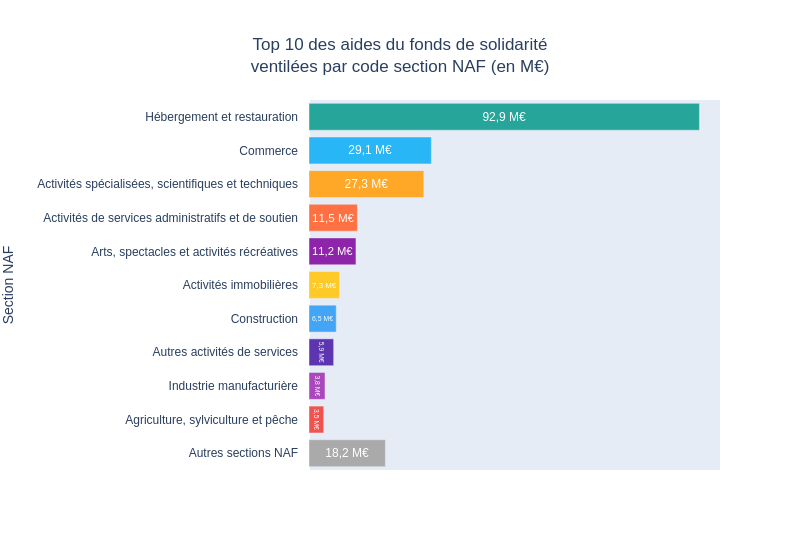 Top 10 des aides du fonds de solidarité
ventilées par code section NAF (en M€)
Section NAF
Hébergement et restauration
92,9 M€
Commerce
29,1 M€
Activités spécialisées, scientifiques et techniques
27,3 M€
Activités de services administratifs et de soutien
11,5 M€
Arts, spectacles et activités récréatives
11,2 M€
Activités immobilières
7,3 M€
Construction
6,5 M€
Autres activités de services
5,9 M€
Industrie manufacturière
3,8 M€
Agriculture, sylviculture et pêche
3,5 M€
Autres sections NAF
18,2 M€